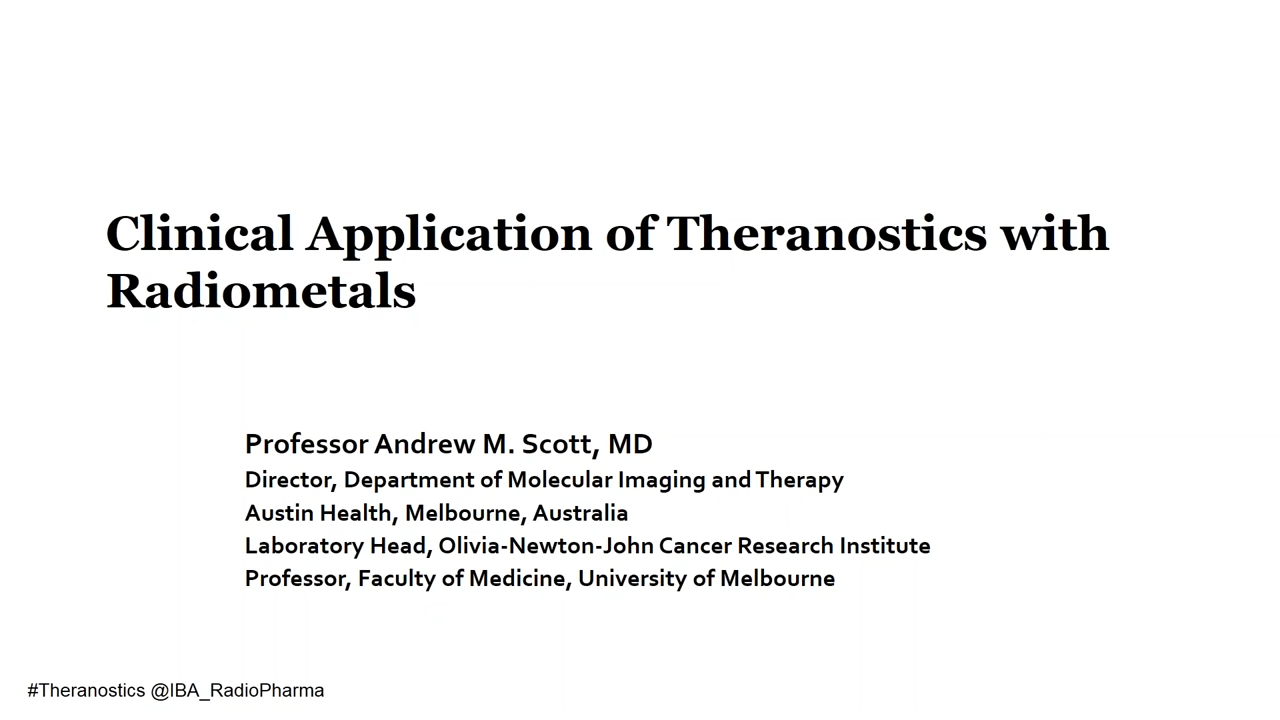 Clinical Application of Theranostics with
Radiometals
Professor Andrew M. Scott, MD
Director, Department of Molecular Imaging and Therapy
Austin Health, Melbourne, Australia
Laboratory Head, Olivia-Newton-John Cancer Research Institute
Professor, Faculty of Medicine, University of Melbourne
#Theranostics @IBA_RadioPharma